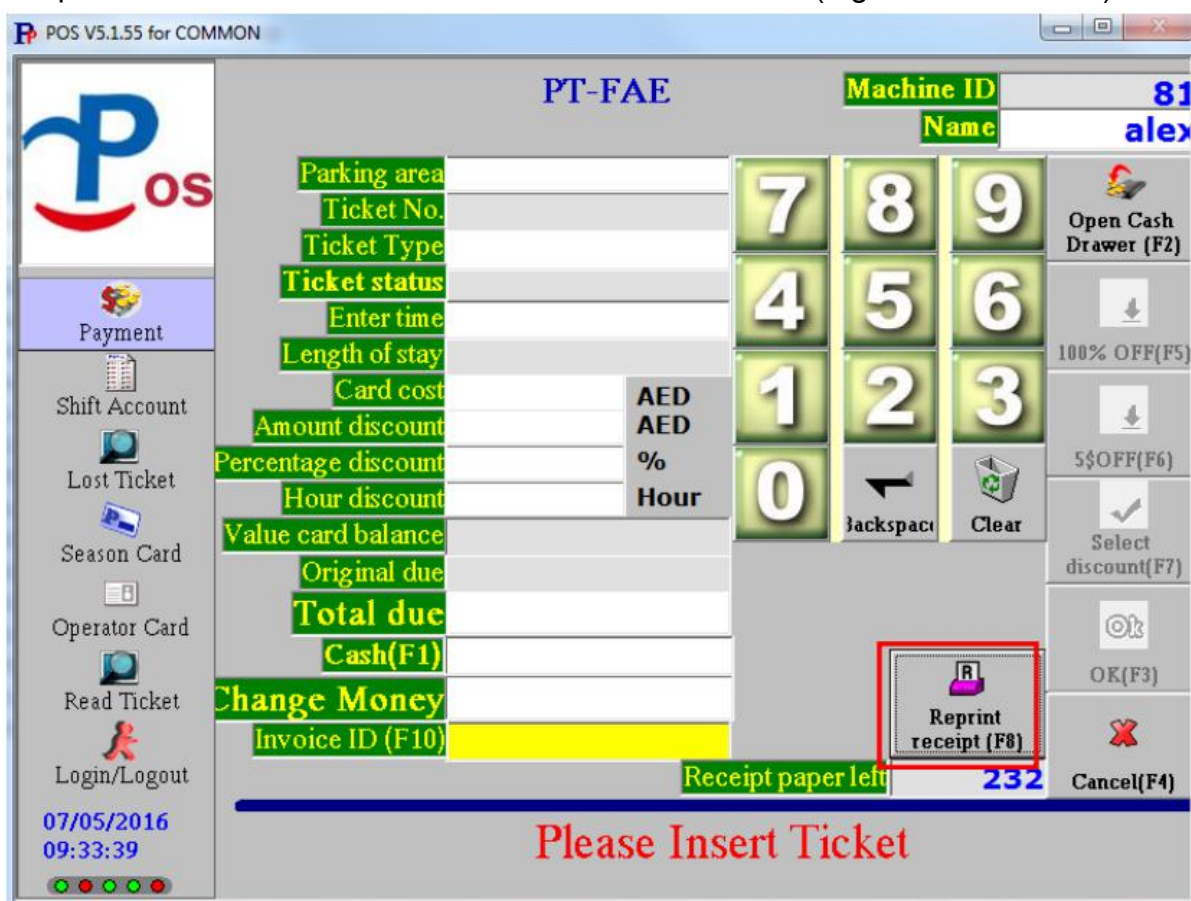 POS V5.1.55 for COMMON
PT-FAE
Machine ID 81
Name alex
Pos
Parking area
Ticket No.
Ticket Type
Ticket status
Enter time
Length of stay
Card cost AED
Amount discount AED
Percentage discount %
Hour discount Hour
Value card balance
Original due
Total due
Cash(F1)
Change Money
Invoice ID (F10)
7 8 9
4 5 6
1 2 3
0 Backspace Clear
Open Cash
Drawer (F2)
100% OFF(F5)
5$OFF(F6)
Select
discount(F7)
Ok
OK(F3)
Cancel(F4)
R
Reprint
receipt (F8)
Receipt paper left 232
Payment
Shift Account
Lost Ticket
Season Card
Operator Card
Read Ticket
Login/Logout
07/05/2016
09:33:39
Please Insert Ticket